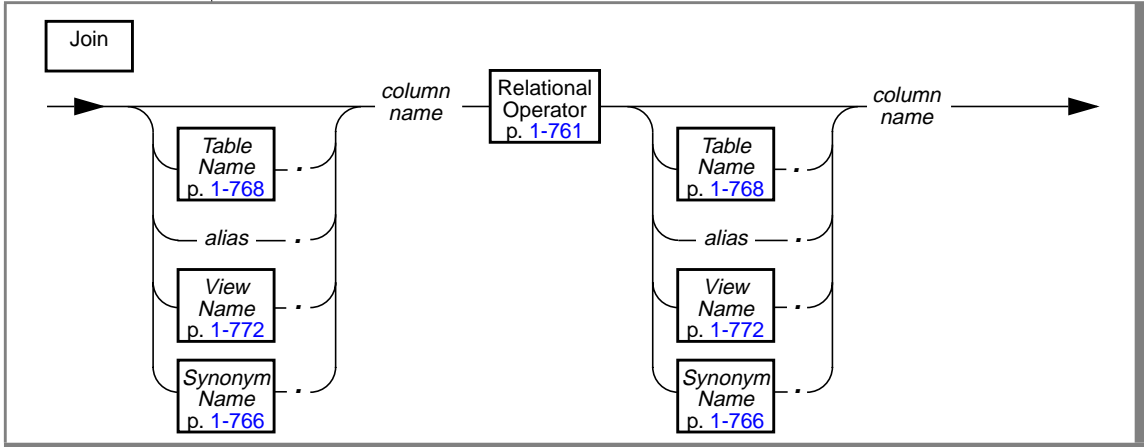 Join
column
name
Relational
Operator
p. 1-761
column
name
Table
Name
p. 1-768
.
Table
Name
p. 1-768
.
alias
.
alias
.
View
Name
p. 1-772
.
View
Name
p. 1-772
.
Synonym
Name
p. 1-766
.
Synonym
Name
p. 1-766
.